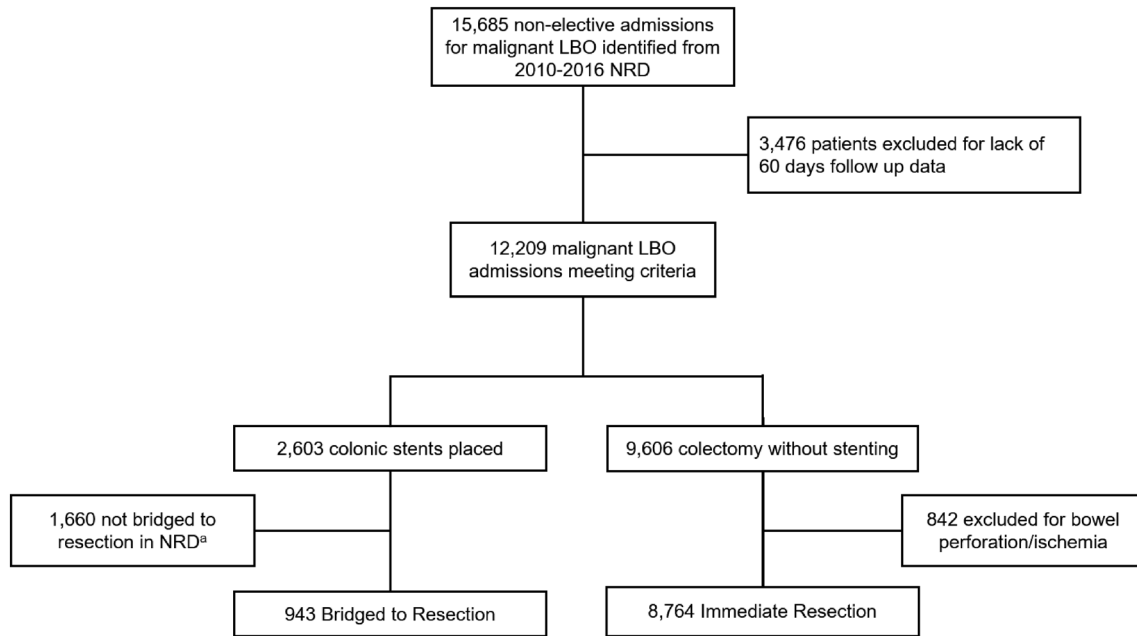 15,685 non-elective admissions
for malignant LBO identified from
2010-2016 NRD
3,476 patients excluded for lack of
60 days follow up data
12,209 malignant LBO
admissions meeting criteria
2,603 colonic stents placed
9,606 colectomy without stenting
1,660 not bridged to
resection in NRDª
842 excluded for bowel
perforation/ischemia
943 Bridged to Resection
8,764 Immediate Resection